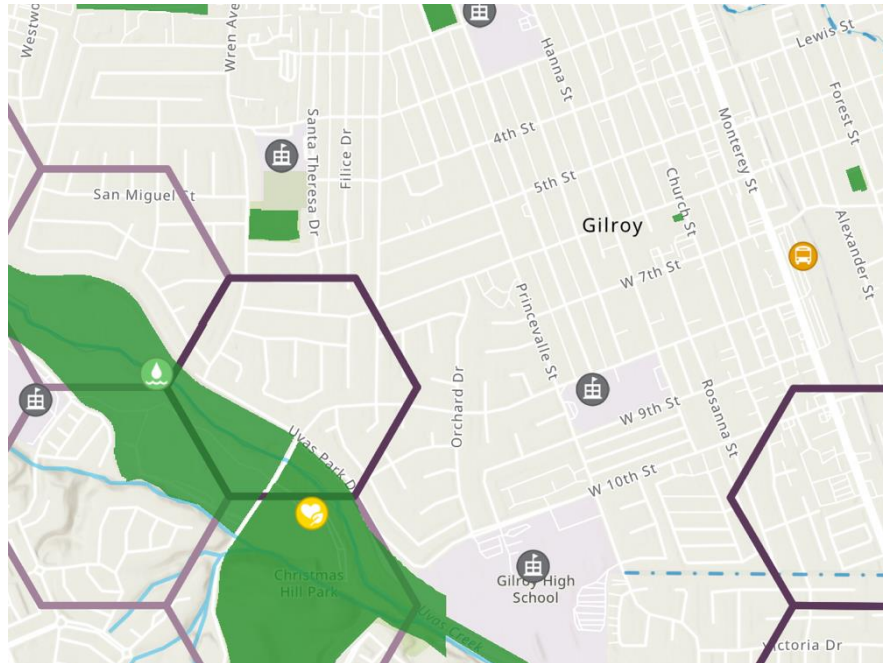 Westwo
Wren Ave
Hanna St
Lewis St
Forest St
4th St
Monterey St
Santa Theresa Dr
Filice Dr
5th St
San Miguel St
Church St
Gilroy
Alexander St
W 7th St
Princevalle St
Orchard Dr
Rosanna St
W 9th St
Uvas Park D
W 10th St
Christmas
Hill Park
Gilroy High
School
Uvas Creek
Victoria Dr